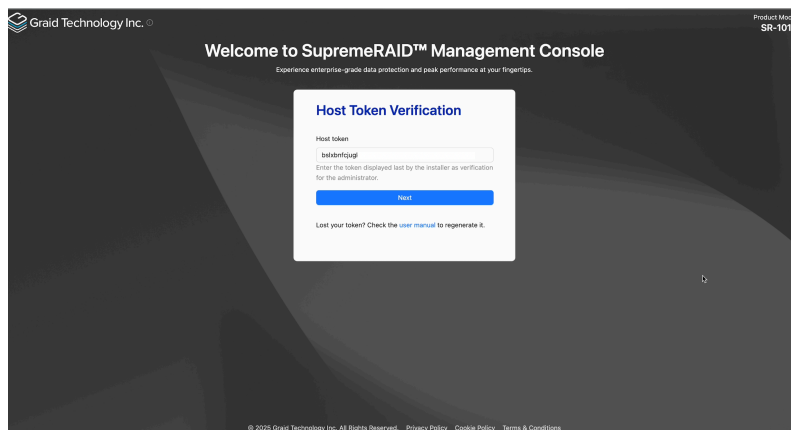 Graid Technology Inc.
Product Mod
SR-101
Welcome to SupremeRAID™ Management Console
Experience enterprise-grade data protection and peak performance at your fingertips.
Host Token Verification
Host token
bslxbnfcjugl
Enter the token displayed last by the installer as verification
for the administrator.
Next
Lost your token? Check the user manual to regenerate it.
© 2025 Graid Technology Inc. All Rights Reserved. Privacy Policy Cookie Policy Terms & Conditions